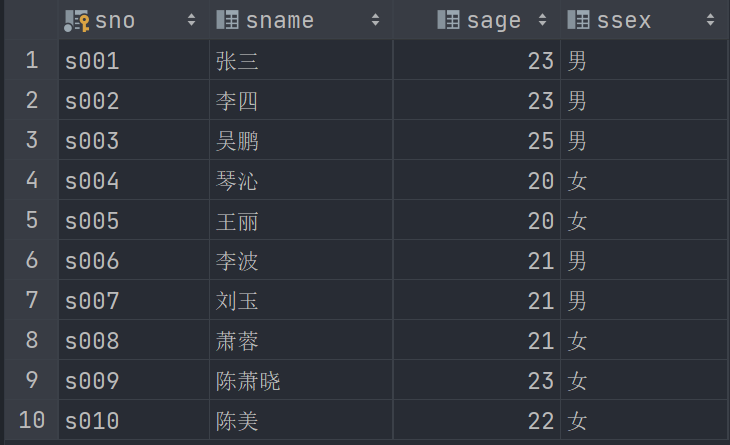 sno sname sage ssex
1 s001 张三 23 男
2 s002 李四 23 男
3 s003 吴鹏 25 男
4 s004 琴沁 20 女
5 s005 王丽 20 女
6 s006 李波 21 男
7 s007 刘玉 21 男
8 s008 萧蓉 21 女
9 s009 陈萧晓 23 女
10 s010 陈美 22 女